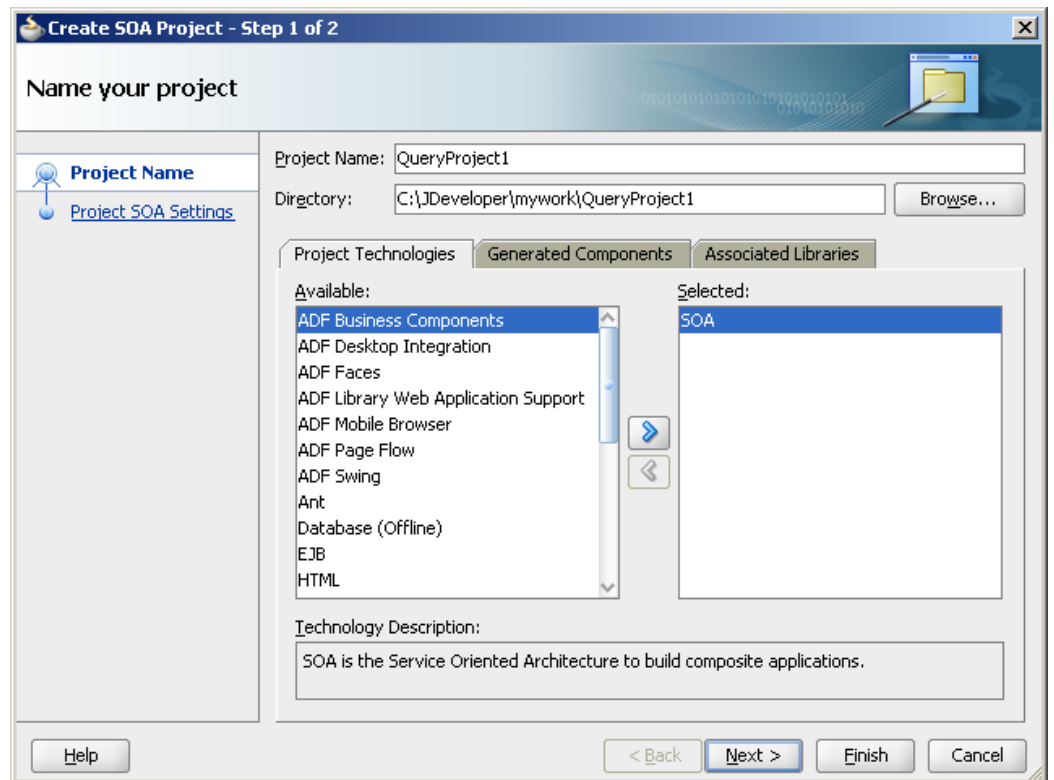 Create SOA Project - Step 1 of 2
Name your project
010101010101010101010101010101
01010101010
Project Name
Project SOA Settings
Project Name: QueryProject1
Directory: C:\JDeveloper\mywork\QueryProject1 Browse...
Project Technologies Generated Components Associated Libraries
Available: Selected:
ADF Business Components SOA
ADF Desktop Integration
ADF Faces
ADF Library Web Application Support
ADF Mobile Browser
ADF Page Flow
ADF Swing
Ant
Database (Offline)
EJB
HTML
Technology Description:
SOA is the Service Oriented Architecture to build composite applications.
Help < Back Next > Finish Cancel